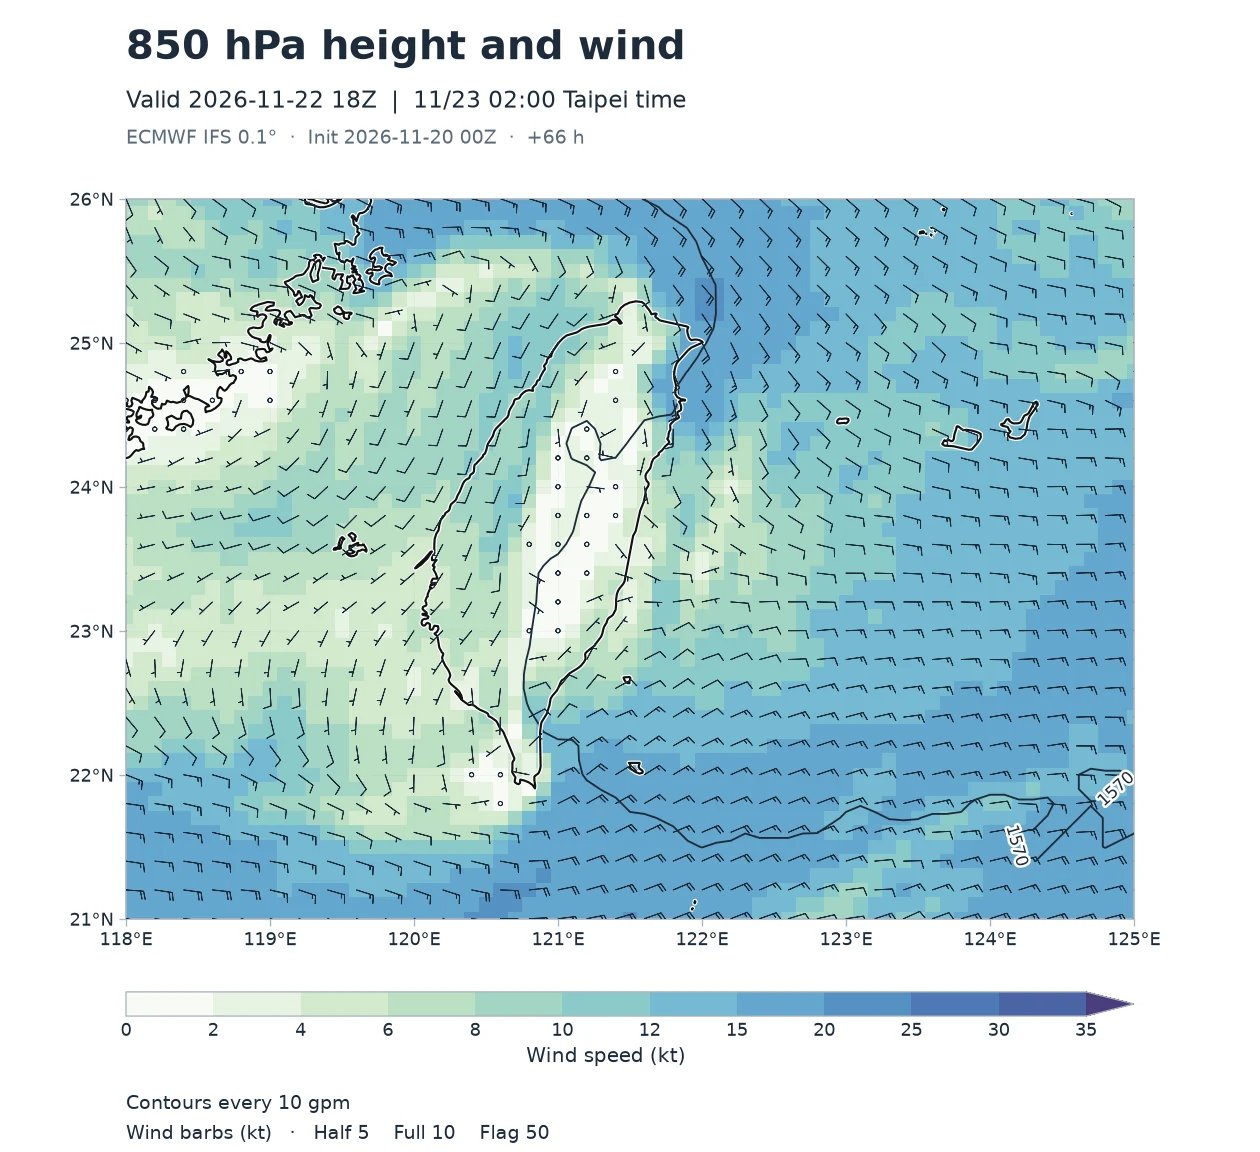 850 hPa height and wind
Valid 2026-11-22 18Z | 11/23 02:00 Taipei time
ECMWF IFS 0.1° · Init 2026-11-20 00Z · +66 h
26°N
25°N
24°N
23°N
22°N
21°N
1570
1570
118°E 119°E 120°E 121°E 122°E 123°E 124°E 125°E
0 2 4 6 8 10 12 15 20 25 30 35
Wind speed (kt)
Contours every 10 gpm
Wind barbs (kt) · Half 5 Full 10 Flag 50